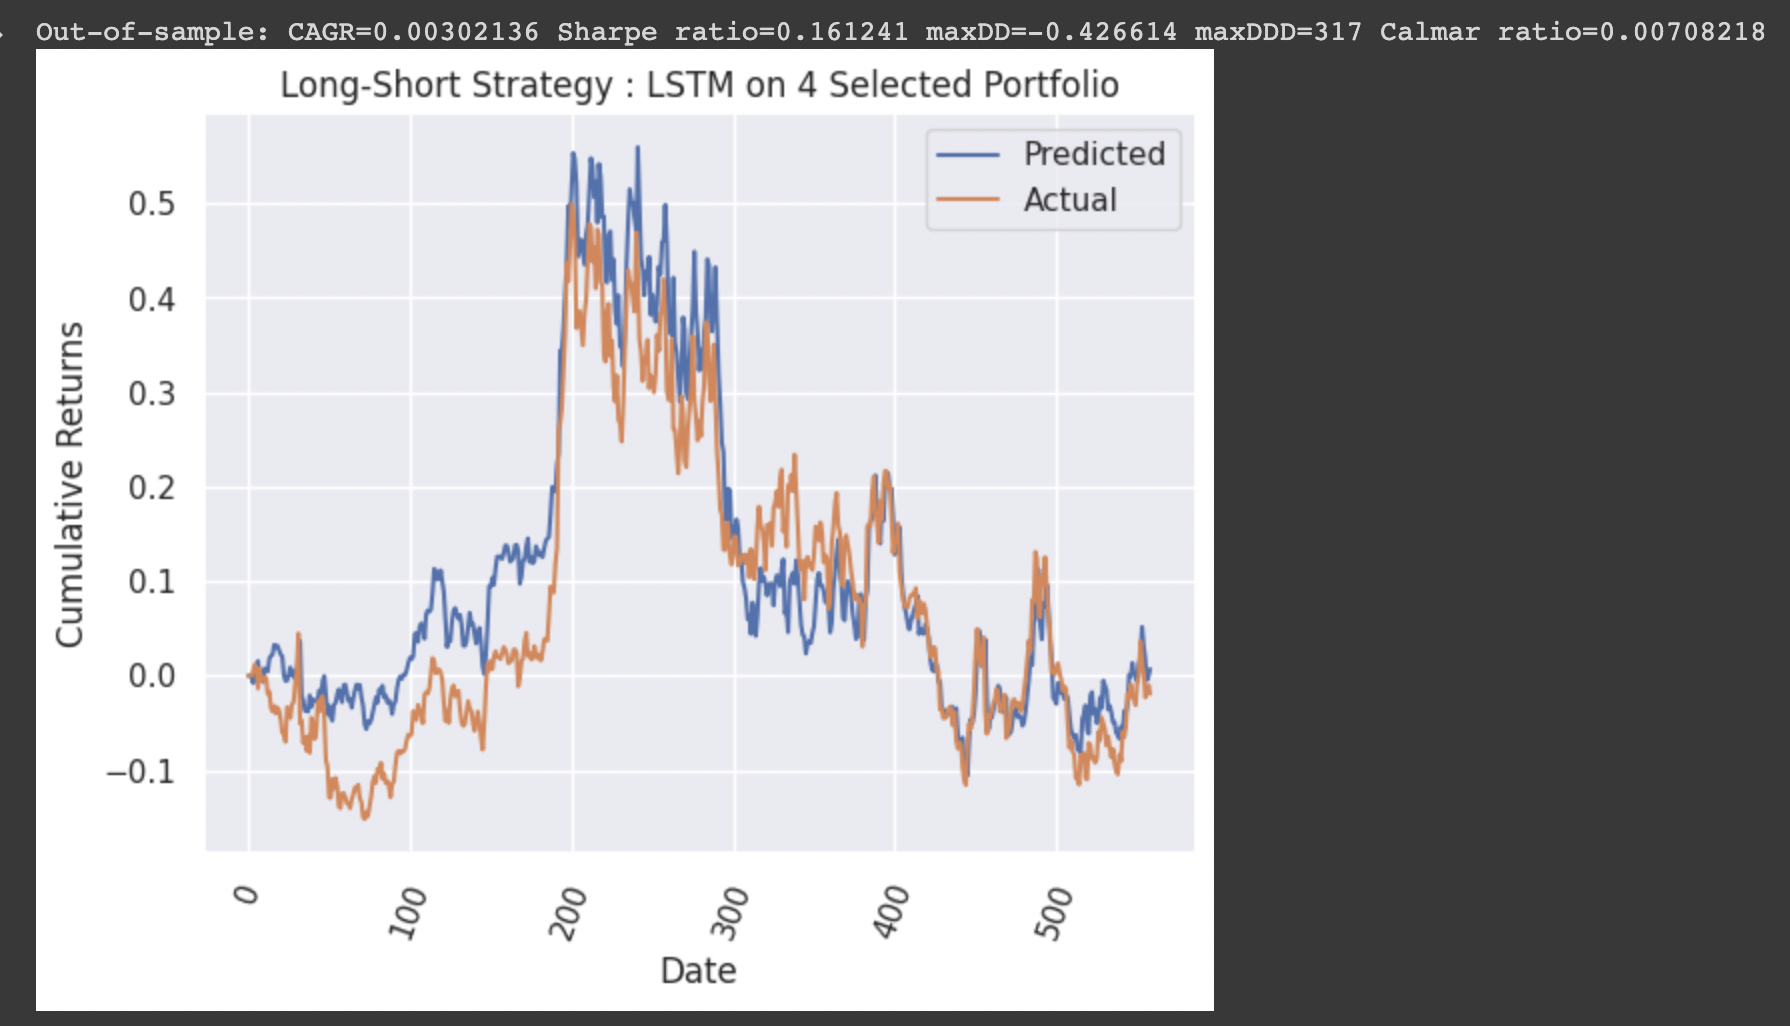 Out-of-sample: CAGR=0.00302136 Sharpe ratio=0.161241 maxDD=-0.426614 maxDDD=317 Calmar ratio=0.00708218
Long-Short Strategy : LSTM on 4 Selected Portfolio
Predicted
Actual
Cumulative Returns
0.5
0.4
0.3
0.2
0.1
0.0
−0.1
0
100
200
300
400
500
Date